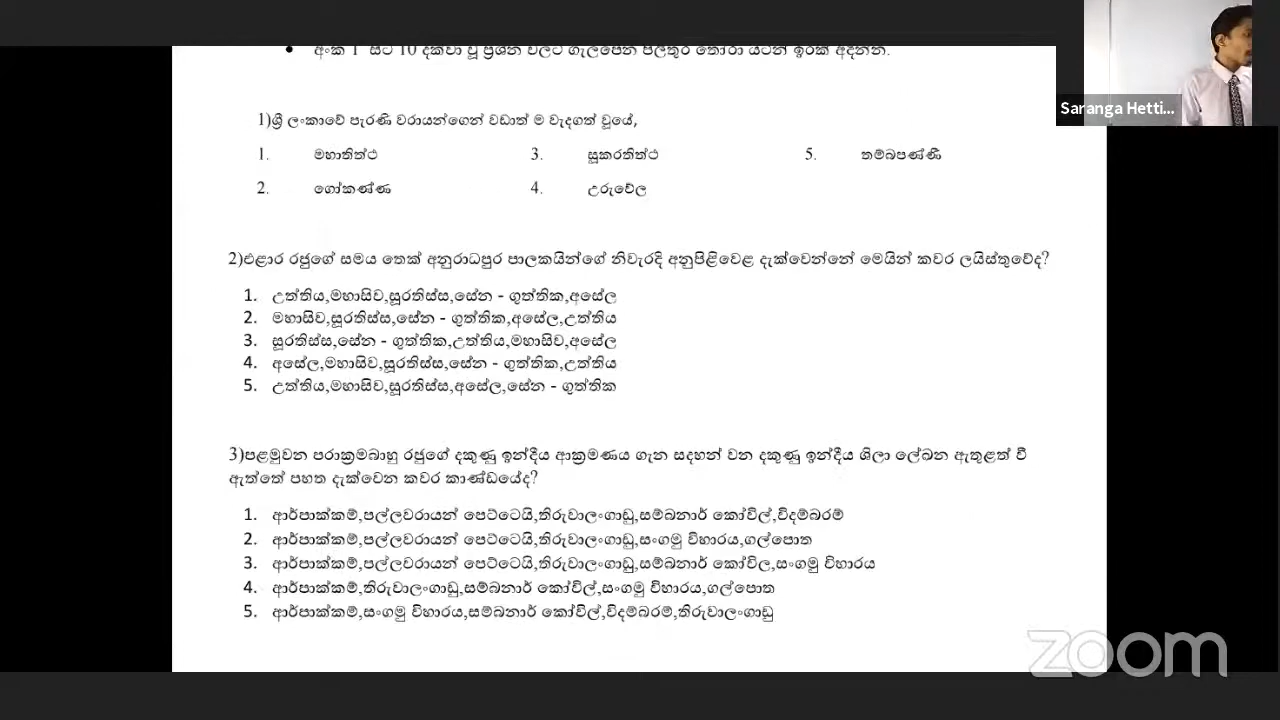 • අංක 1 සිට 10 දක්වා වූ ප්‍රශ්න වලට ගැලපෙන පිලිතුර තෝරා යටින් ඉරක් අදින්න.
Saranga Hetti...
1)ශ්‍රී ලංකාවේ පැරණි වරායන්ගෙන් වඩාත් ම වැදගත් වූයේ,
1. මහාතිත්ථ 3. සූකරතිත්ථ 5. තම්බපණ්ණී
2. ගෝකණ්ණ 4. උරුවේල
2)එළාර රජුගේ සමය තෙක් අනුරාධපුර පාලකයින්ගේ නිවැරදි අනුපිළිවෙළ දැක්වෙන්නේ මෙයින් කවර ලයිස්තුවේද?
1. උත්තිය,මහාසිව,සූරතිස්ස,සේන - ගුත්තික,අසේල
2. මහාසිව,සූරතිස්ස,සේන - ගුත්තික,අසේල,උත්තිය
3. සූරතිස්ස,සේන - ගුත්තික,උත්තිය,මහාසිව,අසේල
4. අසේල,මහාසිව,සූරතිස්ස,සේන - ගුත්තික,උත්තිය
5. උත්තිය,මහාසිව,සූරතිස්ස,අසේල,සේන - ගුත්තික
3)පළමුවන පරාක්‍රමබාහු රජුගේ දකුණු ඉන්දීය ආක්‍රමණය ගැන සදහන් වන දකුණු ඉන්දීය ශිලා ලේඛන ඇතුළත් වී
ඇත්තේ පහත දැක්වෙන කවර කාණ්ඩයේද?
1. ආර්පාක්කම්,පල්ලවරායන් පෙට්ටෙයි,තිරුවාලංගාඩු,සම්බනාර් කෝවිල්,විදම්බරම්
2. ආර්පාක්කම්,පල්ලවරායන් පෙට්ටෙයි,තිරුවාලංගාඩු,සංගමු විහාරය,ගල්පොත
3. ආර්පාක්කම්,පල්ලවරායන් පෙට්ටෙයි,තිරුවාලංගාඩු,සම්බනාර් කෝවිල,සංගමු විහාරය
4. ආර්පාක්කම්,තිරුවාලංගාඩු,සම්බනාර් කෝවිල්,සංගමු විහාරය,ගල්පොත
5. ආර්පාක්කම්,සංගමු විහාරය,සම්බනාර් කෝවිල්,විදම්බරම්,තිරුවාලංගාඩු
zoom